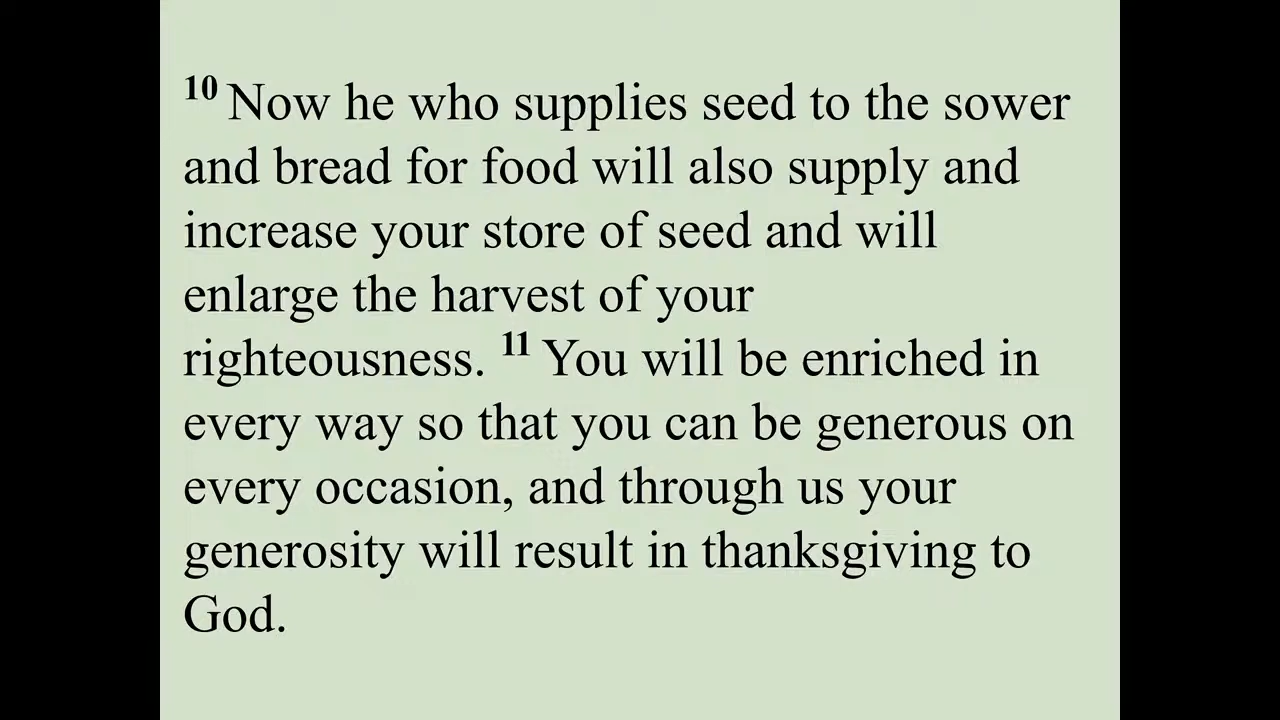 10 Now he who supplies seed to the sower
and bread for food will also supply and
increase your store of seed and will
enlarge the harvest of your
righteousness. 11 You will be enriched in
every way so that you can be generous on
every occasion, and through us your
generosity will result in thanksgiving to
God.